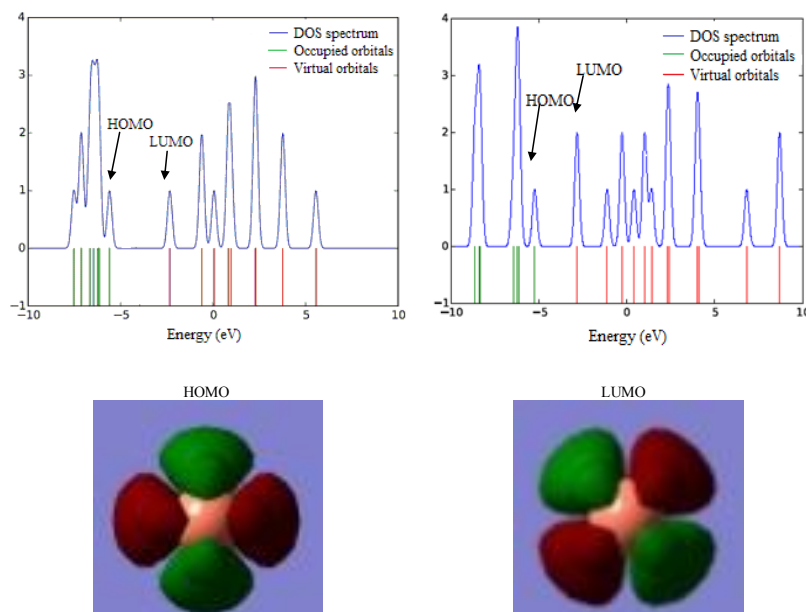 4
3
2
1
0
1
−10
−5
0
5
10
Energy (eV)
DOS spectrum
Occupied orbitals
Virtual orbitals
HOMO
LUMO
4
3
2
1
0
−1
−10
−5
0
5
10
Energy (eV)
DOS spectrum
Occupied orbitals
Virtual orbitals
LUMO
HOMO
HOMO
LUMO